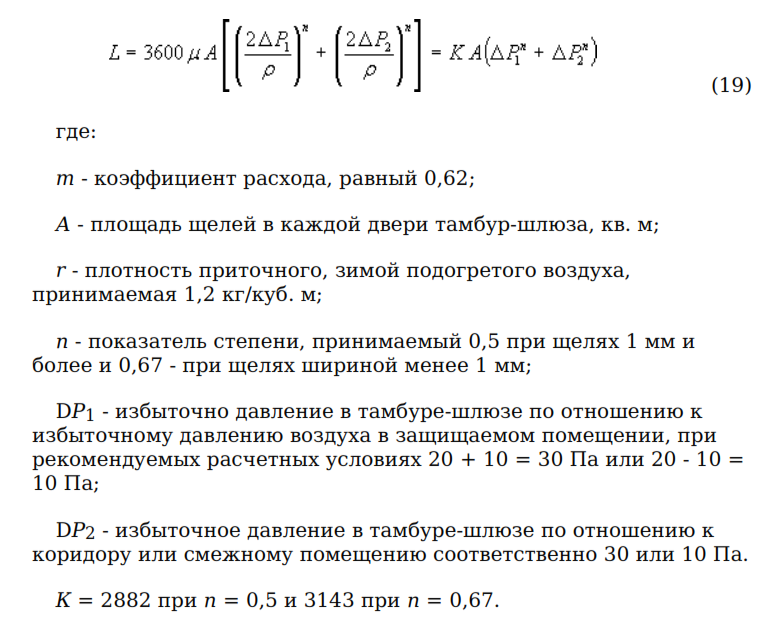 L = 3600 μ A [(2ΔP₁/ρ)ⁿ + (2ΔP₂/ρ)ⁿ] = K A(ΔP₁ⁿ + ΔP₂ⁿ)
(19)
где:
m - коэффициент расхода, равный 0,62;
A - площадь щелей в каждой двери тамбур-шлюза, кв. м;
r - плотность приточного, зимой подогретого воздуха,
принимаемая 1,2 кг/куб. м;
n - показатель степени, принимаемый 0,5 при щелях 1 мм и
более и 0,67 - при щелях шириной менее 1 мм;
DP1 - избыточно давление в тамбуре-шлюзе по отношению к
избыточному давлению воздуха в защищаемом помещении, при
рекомендуемых расчетных условиях 20 + 10 = 30 Па или 20 - 10 =
10 Па;
DP2 - избыточное давление в тамбуре-шлюзе по отношению к
коридору или смежному помещению соответственно 30 или 10 Па.
K = 2882 при n = 0,5 и 3143 при n = 0,67.